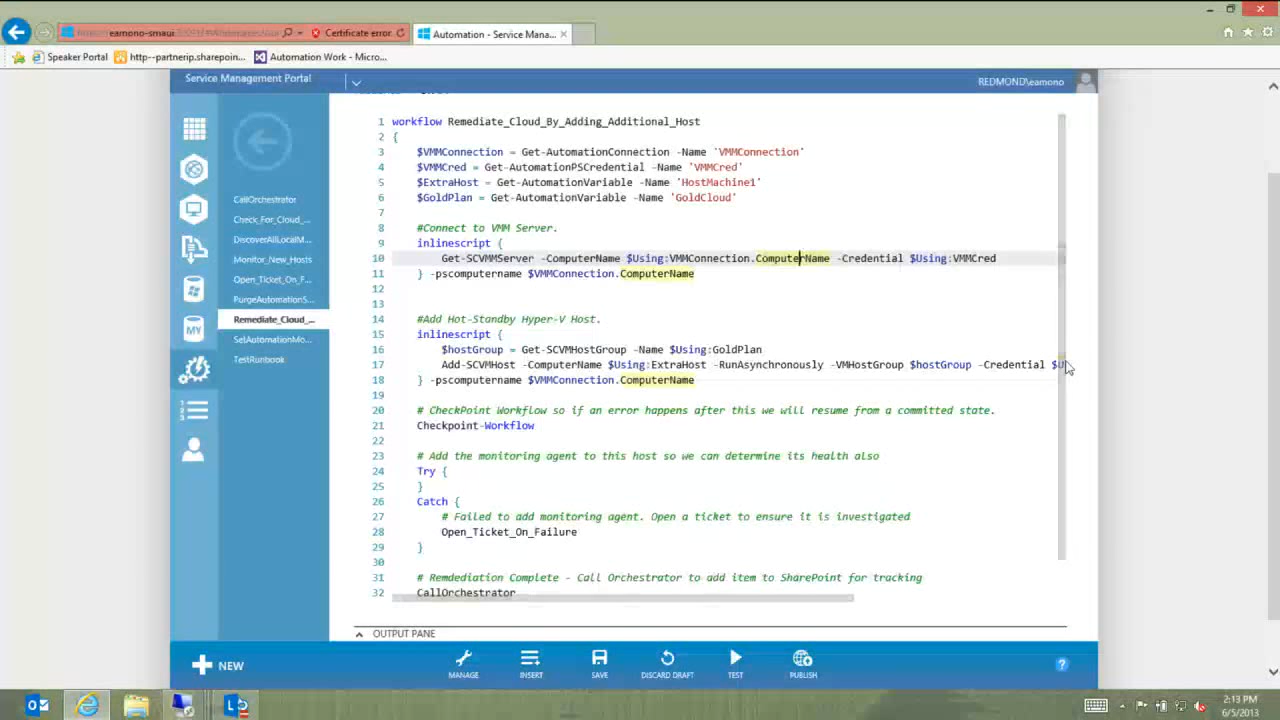 Certificate error
Automation - Service Mana...
Speaker Portal
http--partnerip.sharepoin...
Automation Work - Micro...
Service Management Portal
REDMOND\eamono
CallOrchestrator
Check_For_Cloud_...
DiscoverAllLocalM...
Monitor_New_Hosts
Open_Ticket_On_F...
PurgeAutomationS...
Remediate_Cloud_...
SetAutomationMo...
TestRunbook
MY
1 workflow Remediate_Cloud_By_Adding_Additional_Host
2 {
3 $VMMConnection = Get-AutomationConnection -Name 'VMMConnection'
4 $VMMCred = Get-AutomationPSCredential -Name 'VMMCred'
5 $ExtraHost = Get-AutomationVariable -Name 'HostMachine1'
6 $GoldPlan = Get-AutomationVariable -Name 'GoldCloud'
7
8 #Connect to VMM Server.
9 inlinescript {
10 Get-SCVMMServer -ComputerName $Using:VMMConnection.ComputerName -Credential $Using:VMMCred
11 } -pscomputername $VMMConnection.ComputerName
12
13
14 #Add Hot-Standby Hyper-V Host.
15 inlinescript {
16 $hostGroup = Get-SCVMHostGroup -Name $Using:GoldPlan
17 Add-SCVMHost -ComputerName $Using:ExtraHost -RunAsynchronously -VMHostGroup $hostGroup -Credential $U
18 } -pscomputername $VMMConnection.ComputerName
19
20 # CheckPoint Workflow so if an error happens after this we will resume from a committed state.
21 Checkpoint-Workflow
22
23 # Add the monitoring agent to this host so we can determine its health also
24 Try {
25 }
26 Catch {
27 # Failed to add monitoring agent. Open a ticket to ensure it is investigated
28 Open_Ticket_On_Failure
29 }
30
31 # Remdediation Complete - Call Orchestrator to add item to SharePoint for tracking
32 CallOrchestrator
OUTPUT PANE
NEW
MANAGE
INSERT
SAVE
DISCARD DRAFT
TEST
PUBLISH
?
2:13 PM
6/5/2013